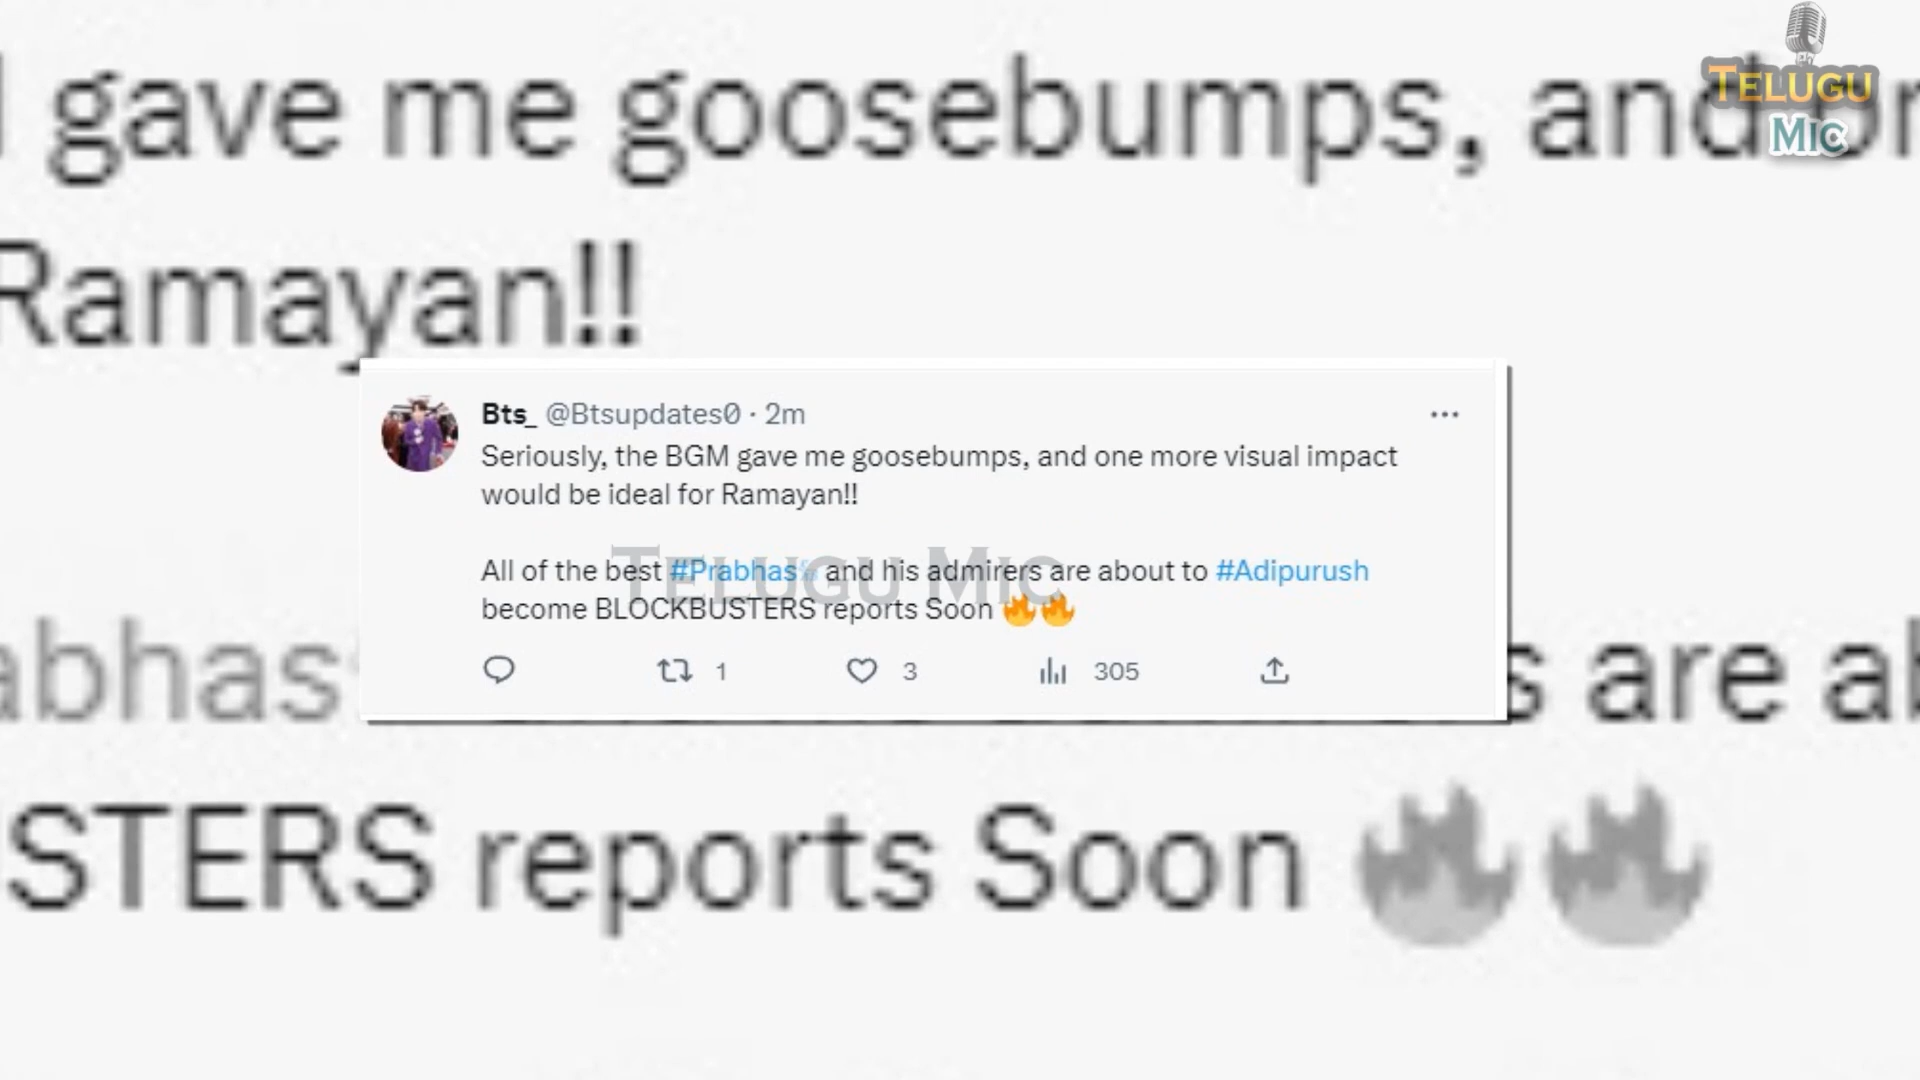 gave me goosebumps, and
TELUGU
MIC
Ramayan!!
Bts_ @Btsupdates0 · 2m
Seriously, the BGM gave me goosebumps, and one more visual impact
would be ideal for Ramayan!!
All of the best #Prabhas and his admirers are about to #Adipurush
become BLOCKBUSTERS reports Soon 🔥🔥
TELUGU MIC
1 3 305
abhas s are ab
STERS reports Soon 🔥🔥